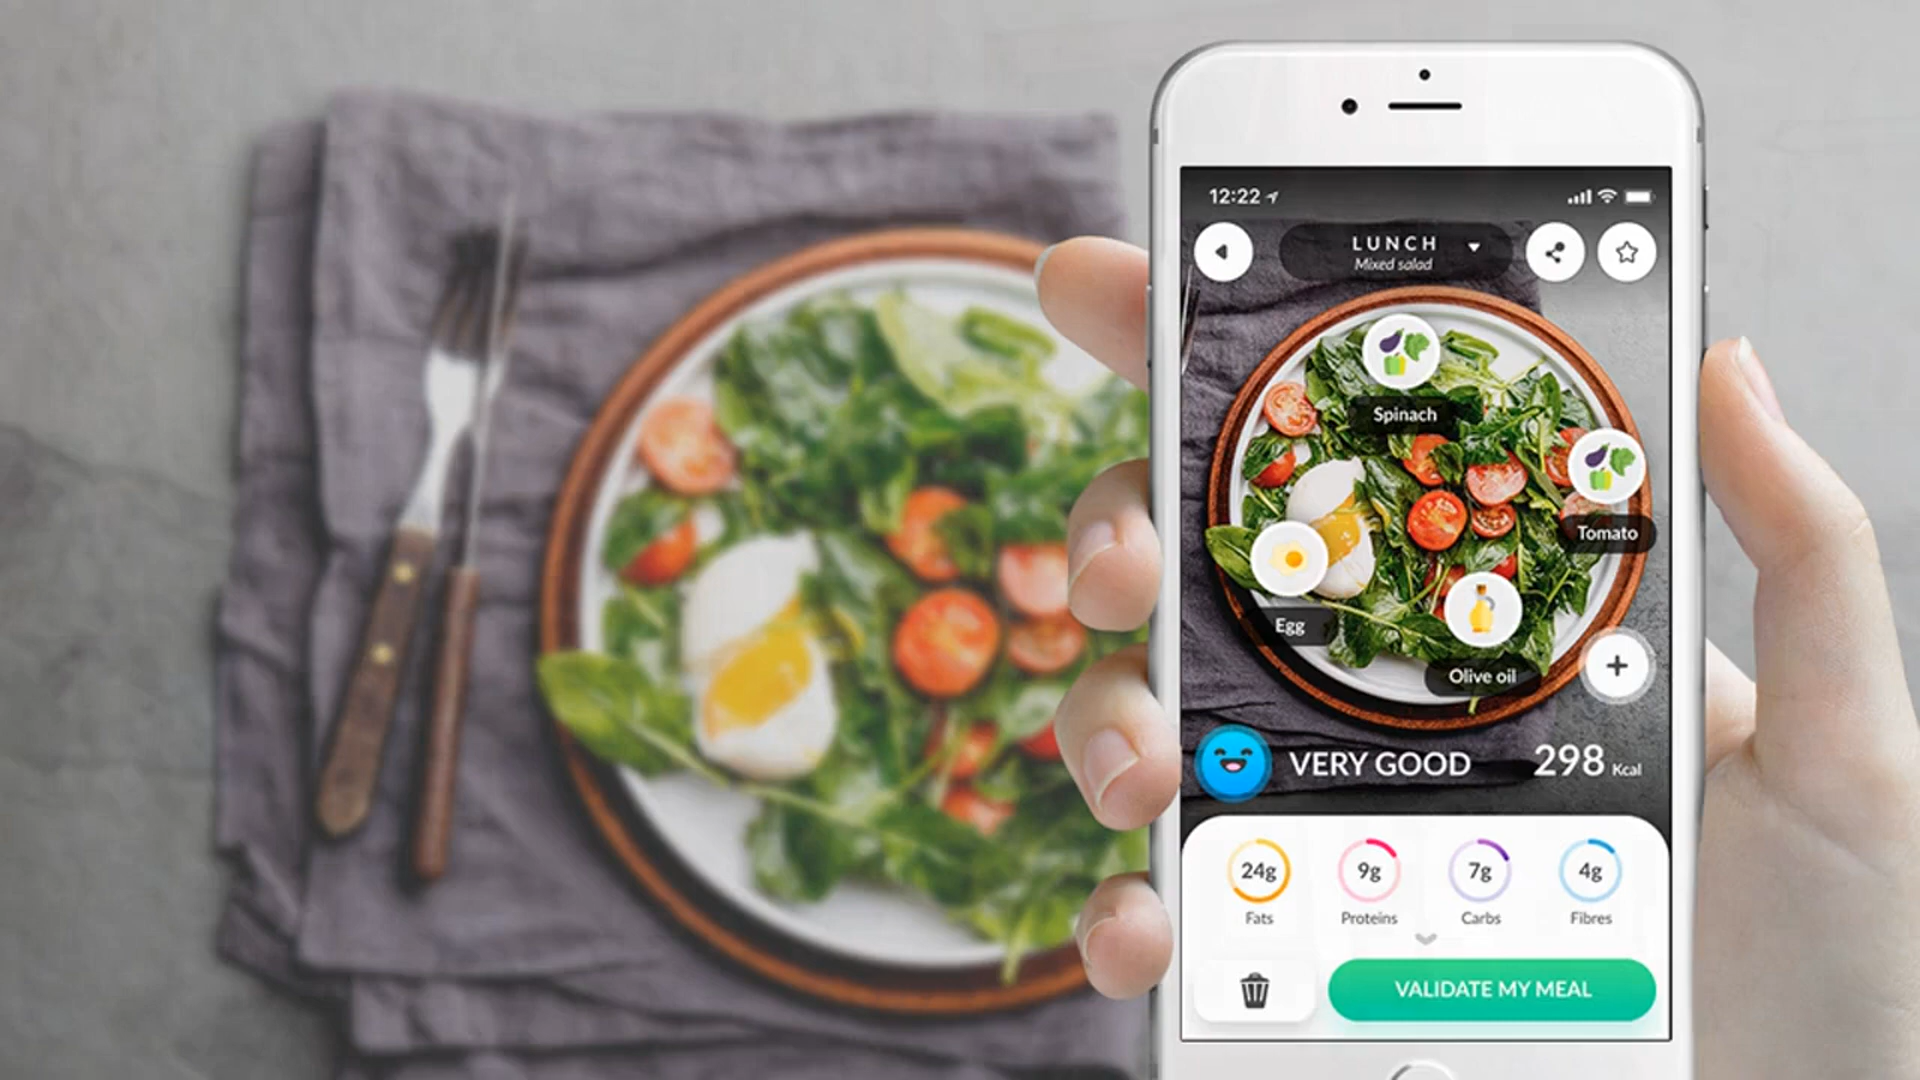 12:22
LUNCH
Mixed salad
Spinach
Tomato
Egg
Olive oil
VERY GOOD
298 Kcal
24g
9g
7g
4g
Fats
Proteins
Carbs
Fibres
VALIDATE MY MEAL